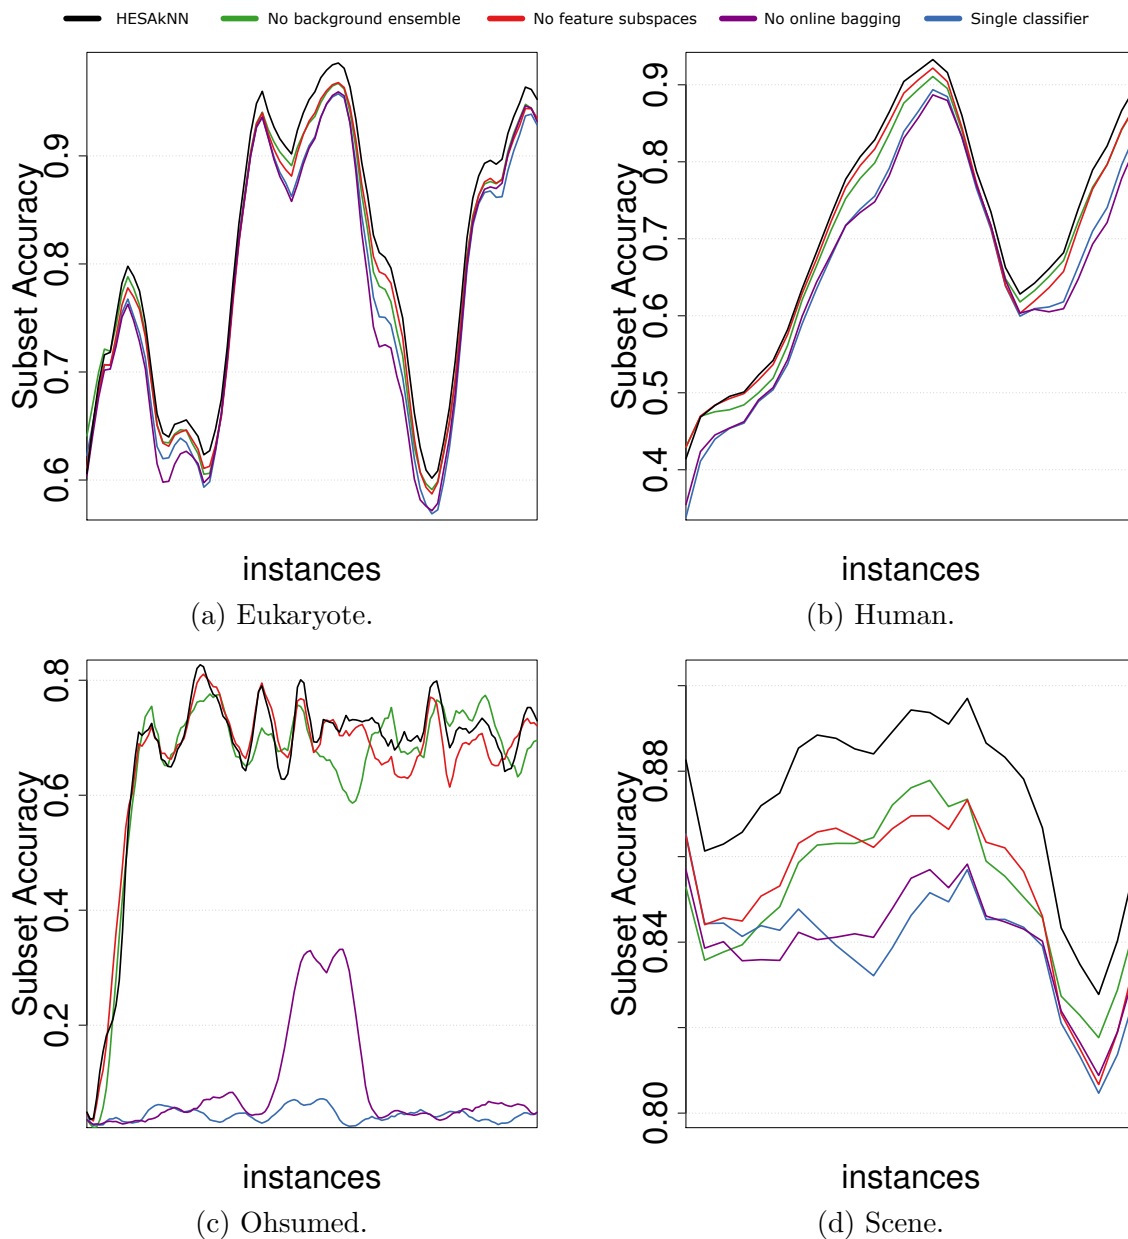 HESAkNN No background ensemble No feature subspaces No online bagging Single classifier
Subset Accuracy
0.9
0.8
0.7
0.6
instances
(a) Eukaryote.
Subset Accuracy
0.9
0.8
0.7
0.6
0.5
0.4
instances
(b) Human.
Subset Accuracy
0.8
0.6
0.4
0.2
instances
(c) Ohsumed.
Subset Accuracy
0.88
0.84
0.80
instances
(d) Scene.